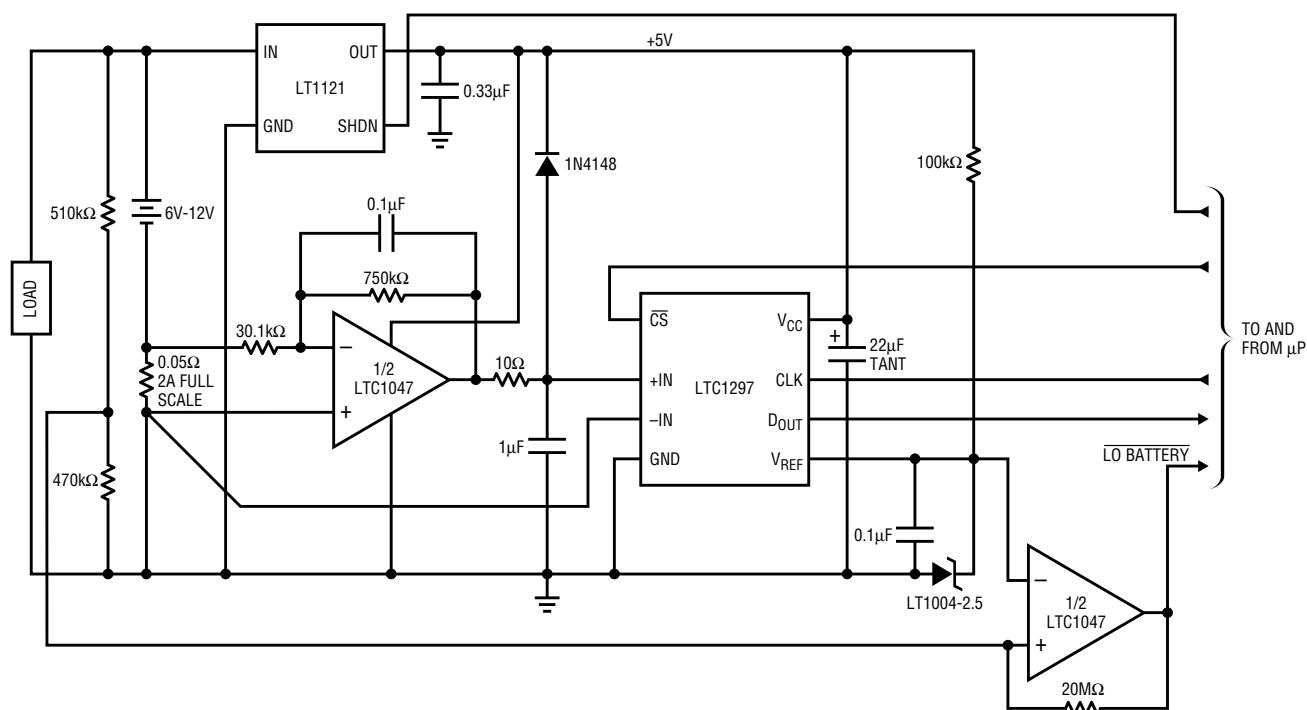 IN
OUT
LT1121
GND
SHDN
+5V
0.33µF
1N4148
100kΩ
510kΩ
6V-12V
0.1µF
750kΩ
LOAD
30.1kΩ
0.05Ω
2A FULL
SCALE
−
1/2
LTC1047
+
10Ω
1µF
470kΩ
CS
VCC
+IN
LTC1297
CLK
−IN
DOUT
GND
VREF
+
22µF
TANT
TO AND
FROM µP
LO BATTERY
0.1µF
LT1004-2.5
−
1/2
LTC1047
+
20MΩ